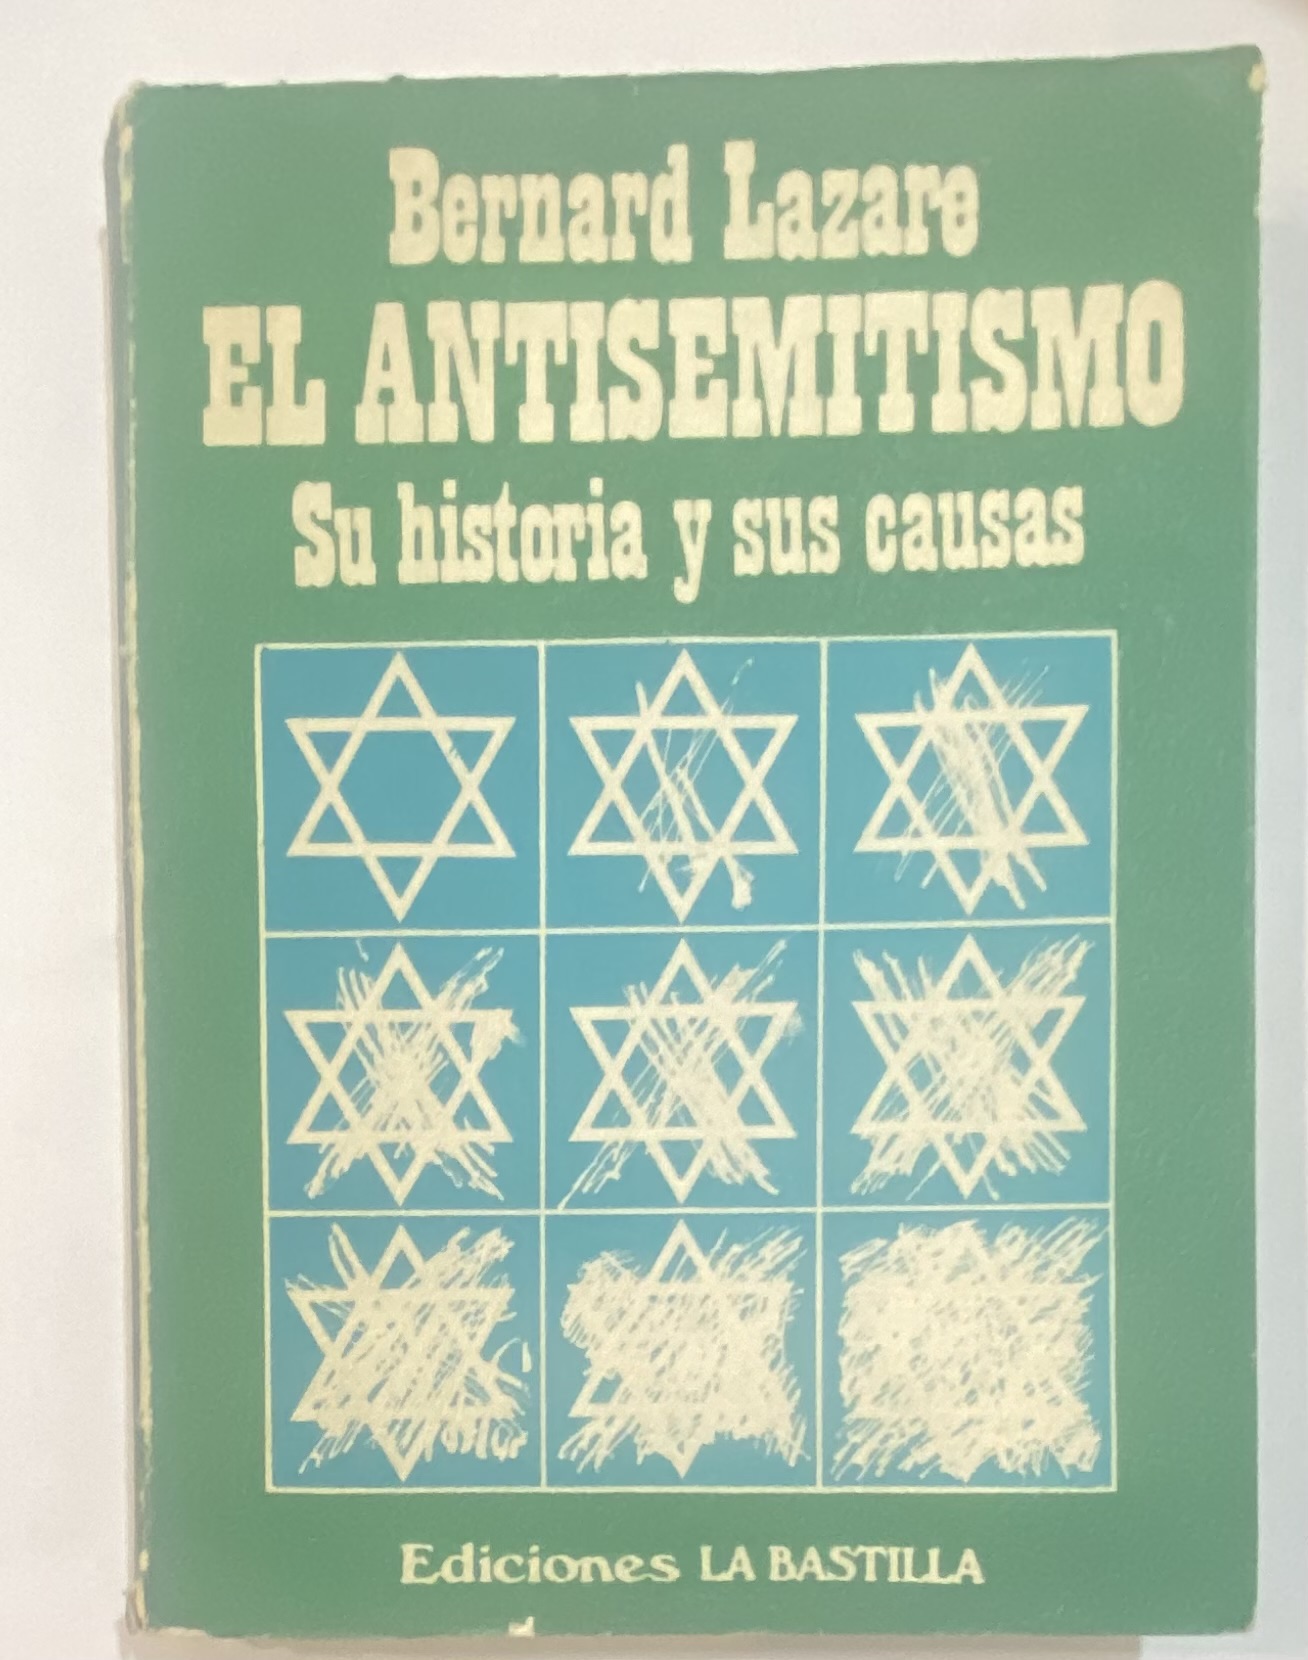 Bernard Lazare
EL ANTISEMITISMO
Su historia y sus causas
Ediciones LA BASTILLA